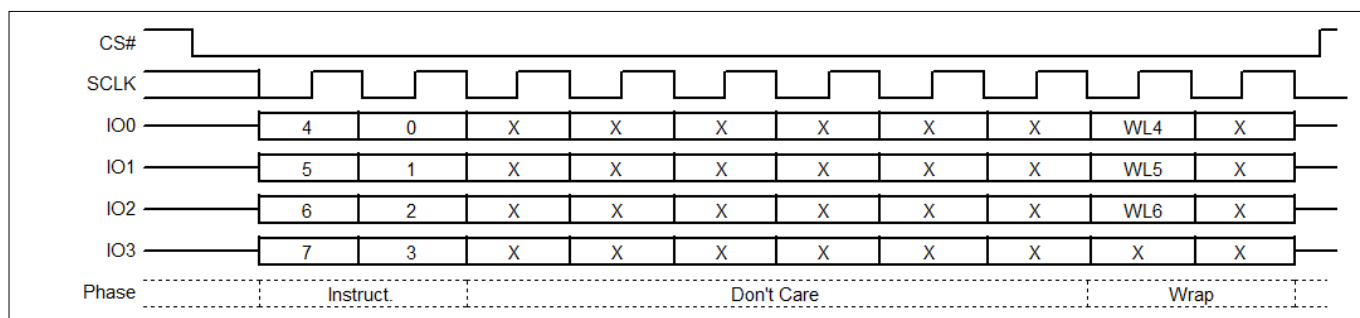 CS#
SCLK
IO0 4 0 X X X X X X WL4 X
IO1 5 1 X X X X X X WL5 X
IO2 6 2 X X X X X X WL6 X
IO3 7 3 X X X X X X X X
Phase Instruct. Don't Care Wrap